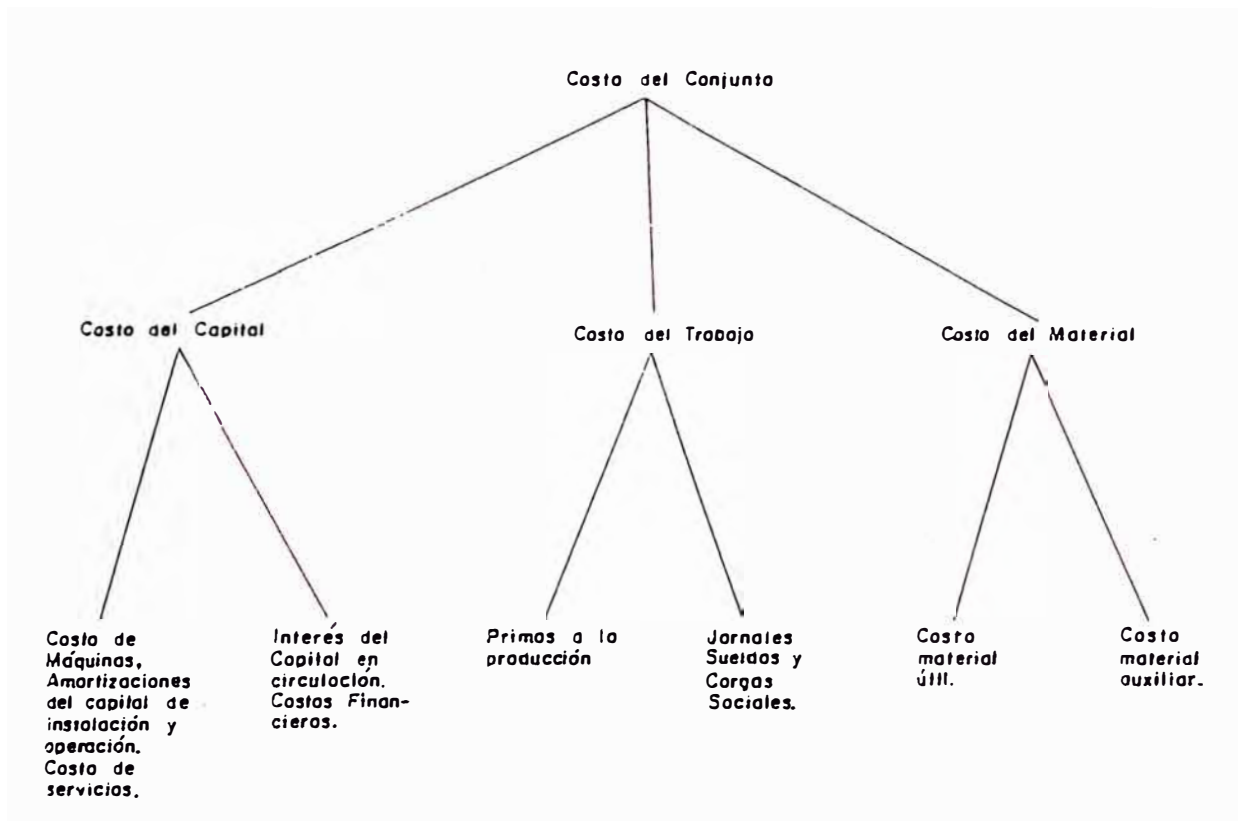 Costo del Conjunto
Costo del Capital
Costo del Trabajo
Costo del Material
Costo de
Máquinas,
Amortizaciones
del capital de
instalación y
operación.
Costo de
servicios.
Interés del
Capital en
circulación.
Costos Finan-
cieros.
Primas a la
producción
Jornales
Sueldos y
Cargas
Sociales.
Costo
material
útil.
Costo
material
auxiliar.